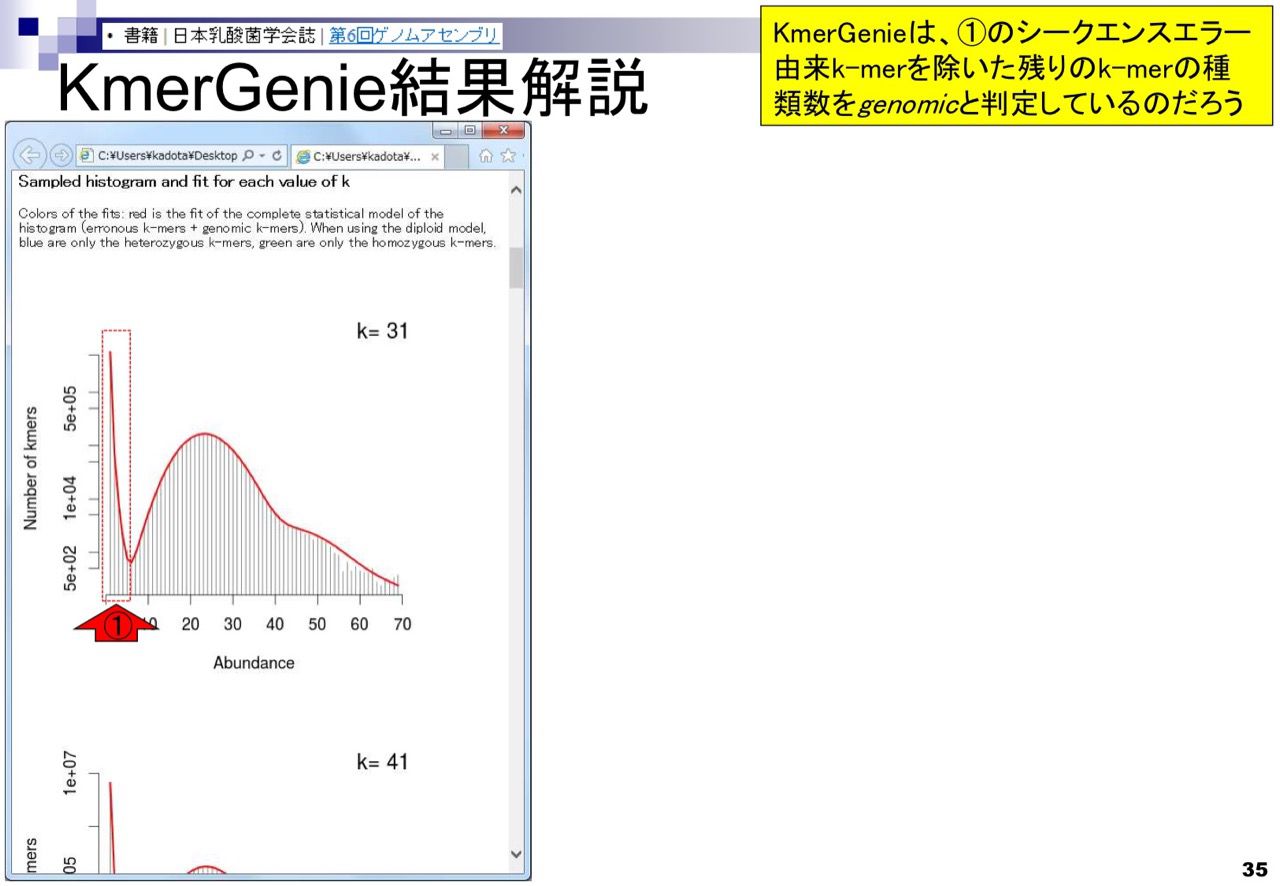 • 書籍 | 日本乳酸菌学会誌 | 第6回ゲノムアセンブリ
KmerGenie結果解説
KmerGenieは、①のシークエンスエラー
由来k-merを除いた残りのk-merの種
類数をgenomicと判定しているのだろう
C:¥Users¥kadota¥Desktop
C:¥Users¥kadota¥...
Sampled histogram and fit for each value of k
Colors of the fits: red is the fit of the complete statistical model of the
histogram (erronous k-mers + genomic k-mers). When using the diploid model,
blue are only the heterozygous k-mers, green are only the homozygous k-mers.
k= 31
Number of kmers
5e+05
1e+04
5e+02
①
20 30 40 50 60 70
Abundance
k= 41
1e+07
35